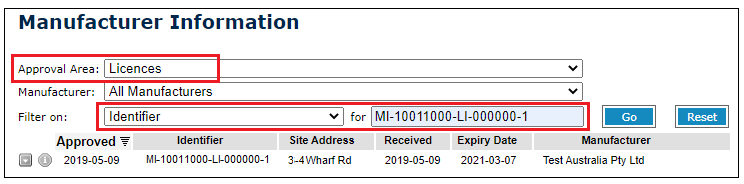 Manufacturer Information
Approval Area: Licences
Manufacturer: All Manufacturers
Filter on: Identifier for MI-10011000-LI-000000-1 Go Reset
Approved Identifier Site Address Received Expiry Date Manufacturer
2019-05-09 MI-10011000-LI-000000-1 3-4 Wharf Rd 2019-05-09 2021-03-07 Test Australia Pty Ltd